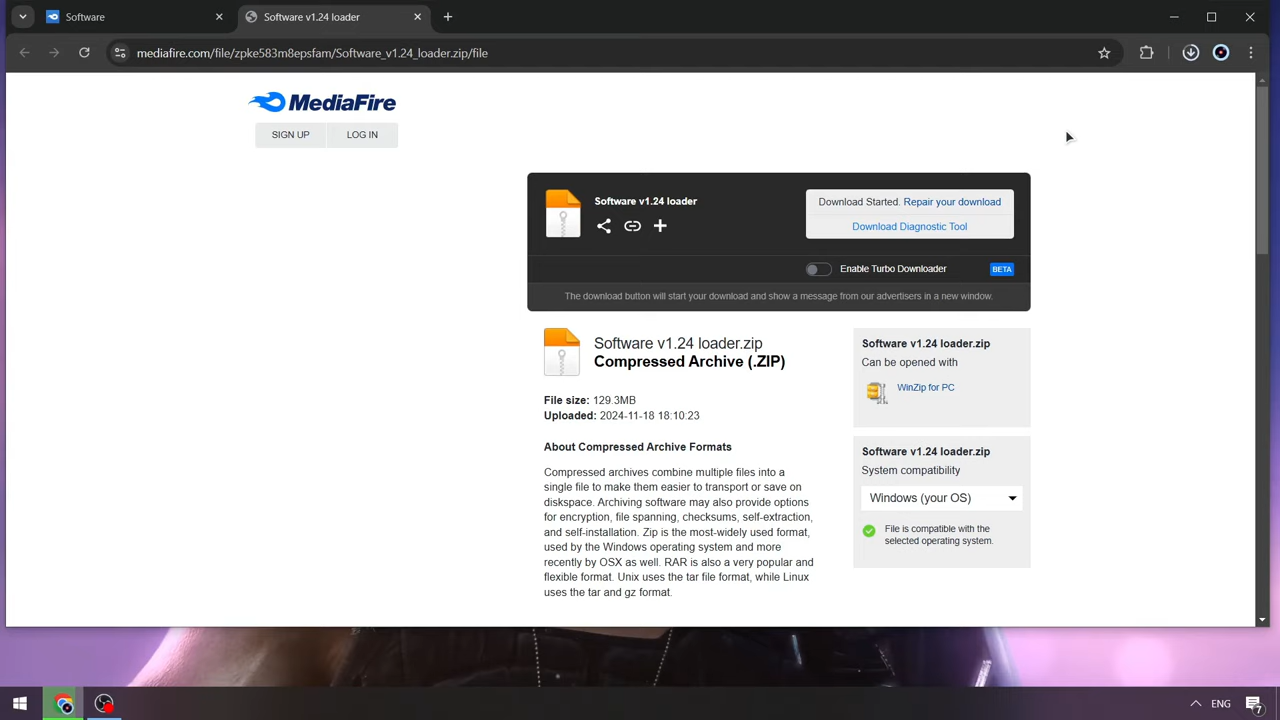 Software
Software v1.24 loader
mediafire.com/file/zpke583m8epsfam/Software_v1.24_loader.zip/file
MediaFire
SIGN UP
LOG IN
Software v1.24 loader
Download Started. Repair your download
Download Diagnostic Tool
Enable Turbo Downloader
BETA
The download button will start your download and show a message from our advertisers in a new window.
Software v1.24 loader.zip
Compressed Archive (.ZIP)
File size: 129.3MB
Uploaded: 2024-11-18 18:10:23
About Compressed Archive Formats
Compressed archives combine multiple files into a
single file to make them easier to transport or save on
diskspace. Archiving software may also provide options
for encryption, file spanning, checksums, self-extraction,
and self-installation. Zip is the most-widely used format,
used by the Windows operating system and more
recently by OSX as well. RAR is also a very popular and
flexible format. Unix uses the tar file format, while Linux
uses the tar and gz format.
Software v1.24 loader.zip
Can be opened with
WinZip for PC
Software v1.24 loader.zip
System compatibility
Windows (your OS)
File is compatible with the
selected operating system.
ENG
7